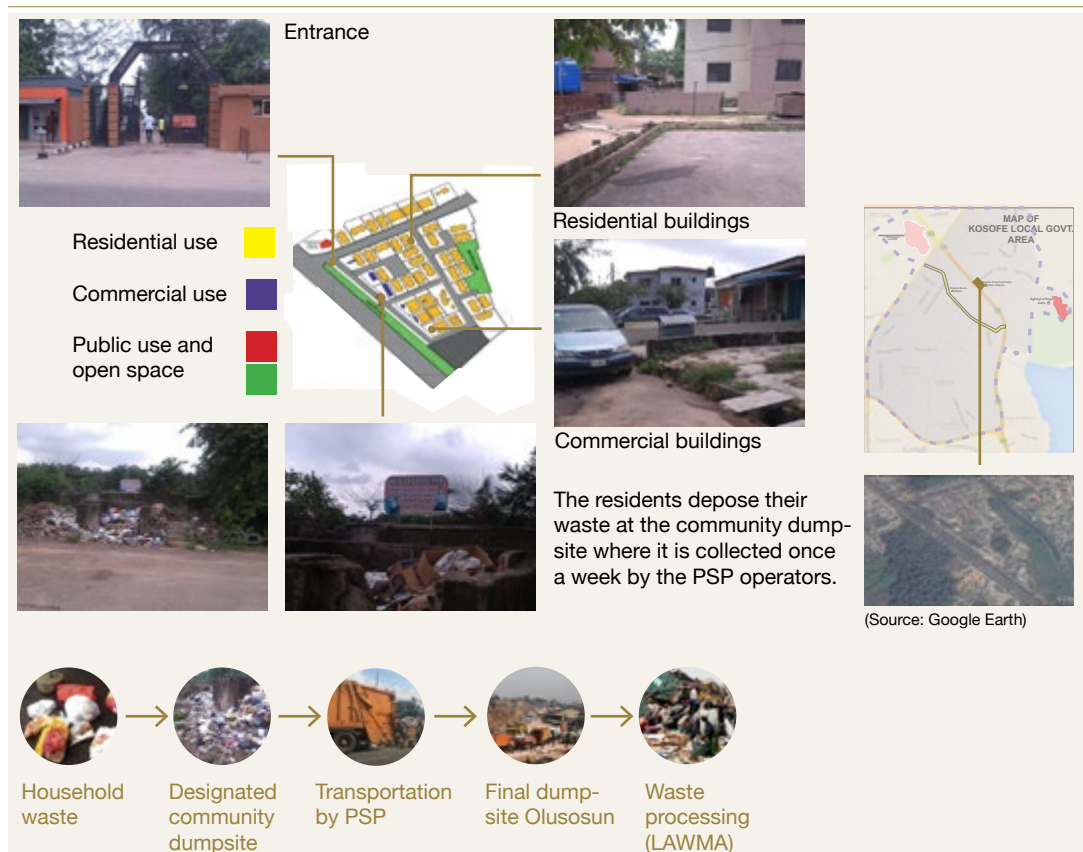 Entrance
Residential use
Commercial use
Public use and
open space
Residential buildings
Commercial buildings
The residents depose their
waste at the community dump-
site where it is collected once
a week by the PSP operators.
MAP OF
KOSOFE LOCAL GOVT.
AREA
(Source: Google Earth)
Household
waste
Designated
community
dumpsite
Transportation
by PSP
Final dump-
site Olusosun
Waste
processing
(LAWMA)